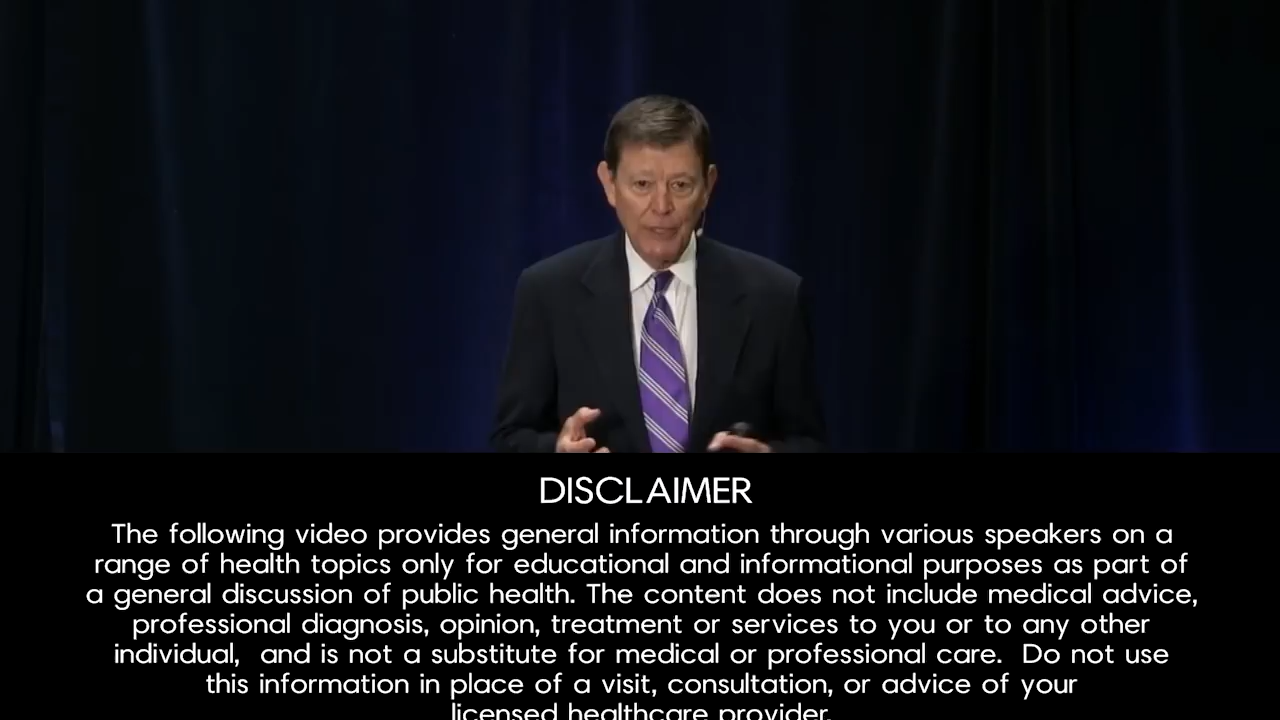 DISCLAIMER
The following video provides general information through various speakers on a
range of health topics only for educational and informational purposes as part of
a general discussion of public health. The content does not include medical advice,
professional diagnosis, opinion, treatment or services to you or to any other
individual,  and is not a substitute for medical or professional care.  Do not use
this information in place of a visit, consultation, or advice of your
licensed healthcare provider.